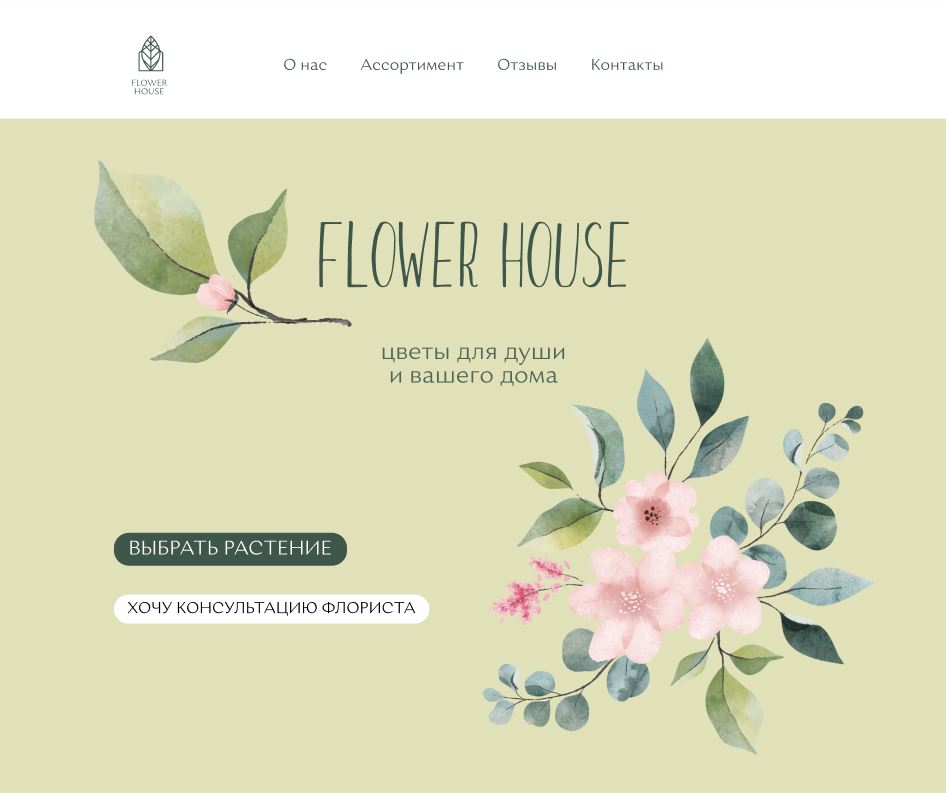 FLOWER
HOUSE
О нас
Ассортимент
Отзывы
Контакты
FLOWER HOUSE
цветы для души
и вашего дома
ВЫБРАТЬ РАСТЕНИЕ
ХОЧУ КОНСУЛЬТАЦИЮ ФЛОРИСТА